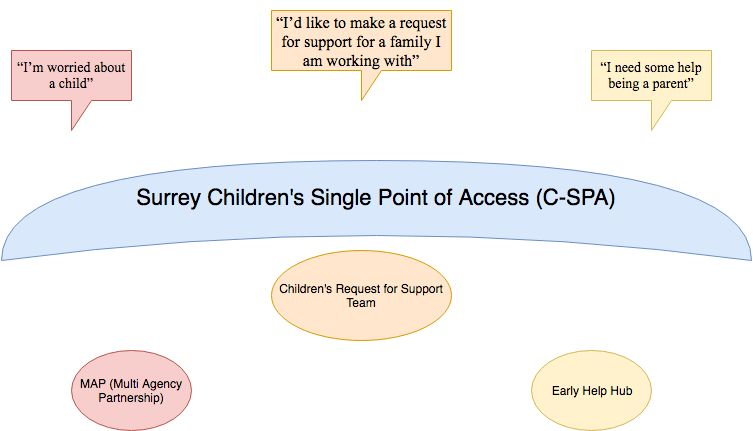 “I’d like to make a request
for support for a family I
am working with”
“I’m worried about
a child”
“I need some help
being a parent”
Surrey Children's Single Point of Access (C-SPA)
Children's Request for Support
Team
MAP (Multi Agency
Partnership)
Early Help Hub